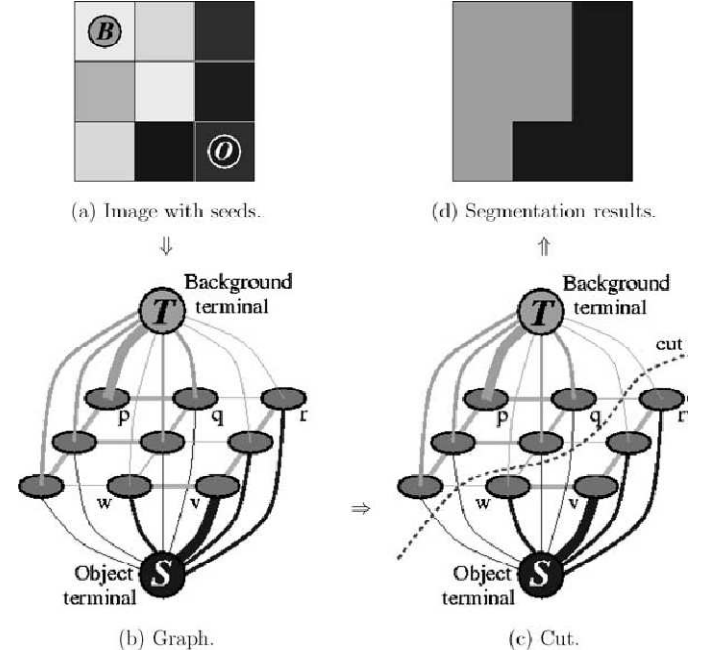 B
O
(a) Image with seeds.
(d) Segmentation results.
⇓
⇑
Background
terminal
T
p
q
r
w
v
S
Object
terminal
(b) Graph.
⇒
Background
terminal
T
cut
p
q
r
w
v
S
Object
terminal
(c) Cut.